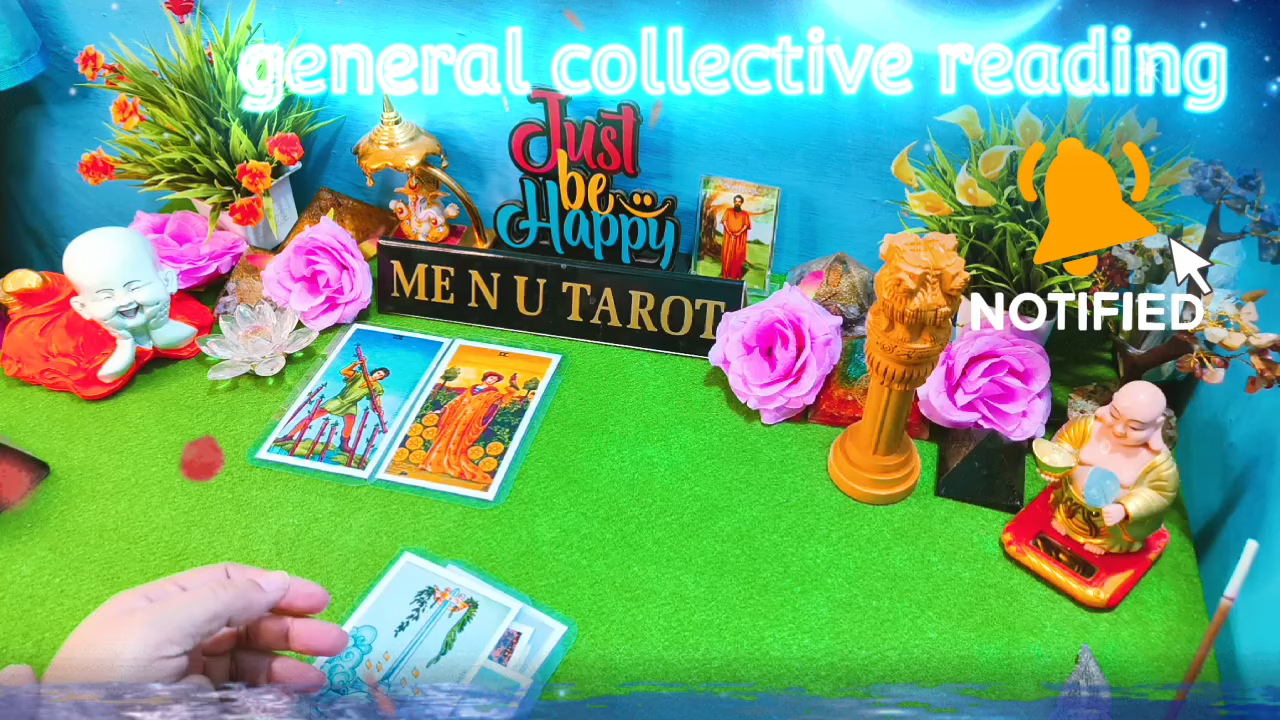 general collective reading
Just
be
Happy
ME N U TAROT
NOTIFIED